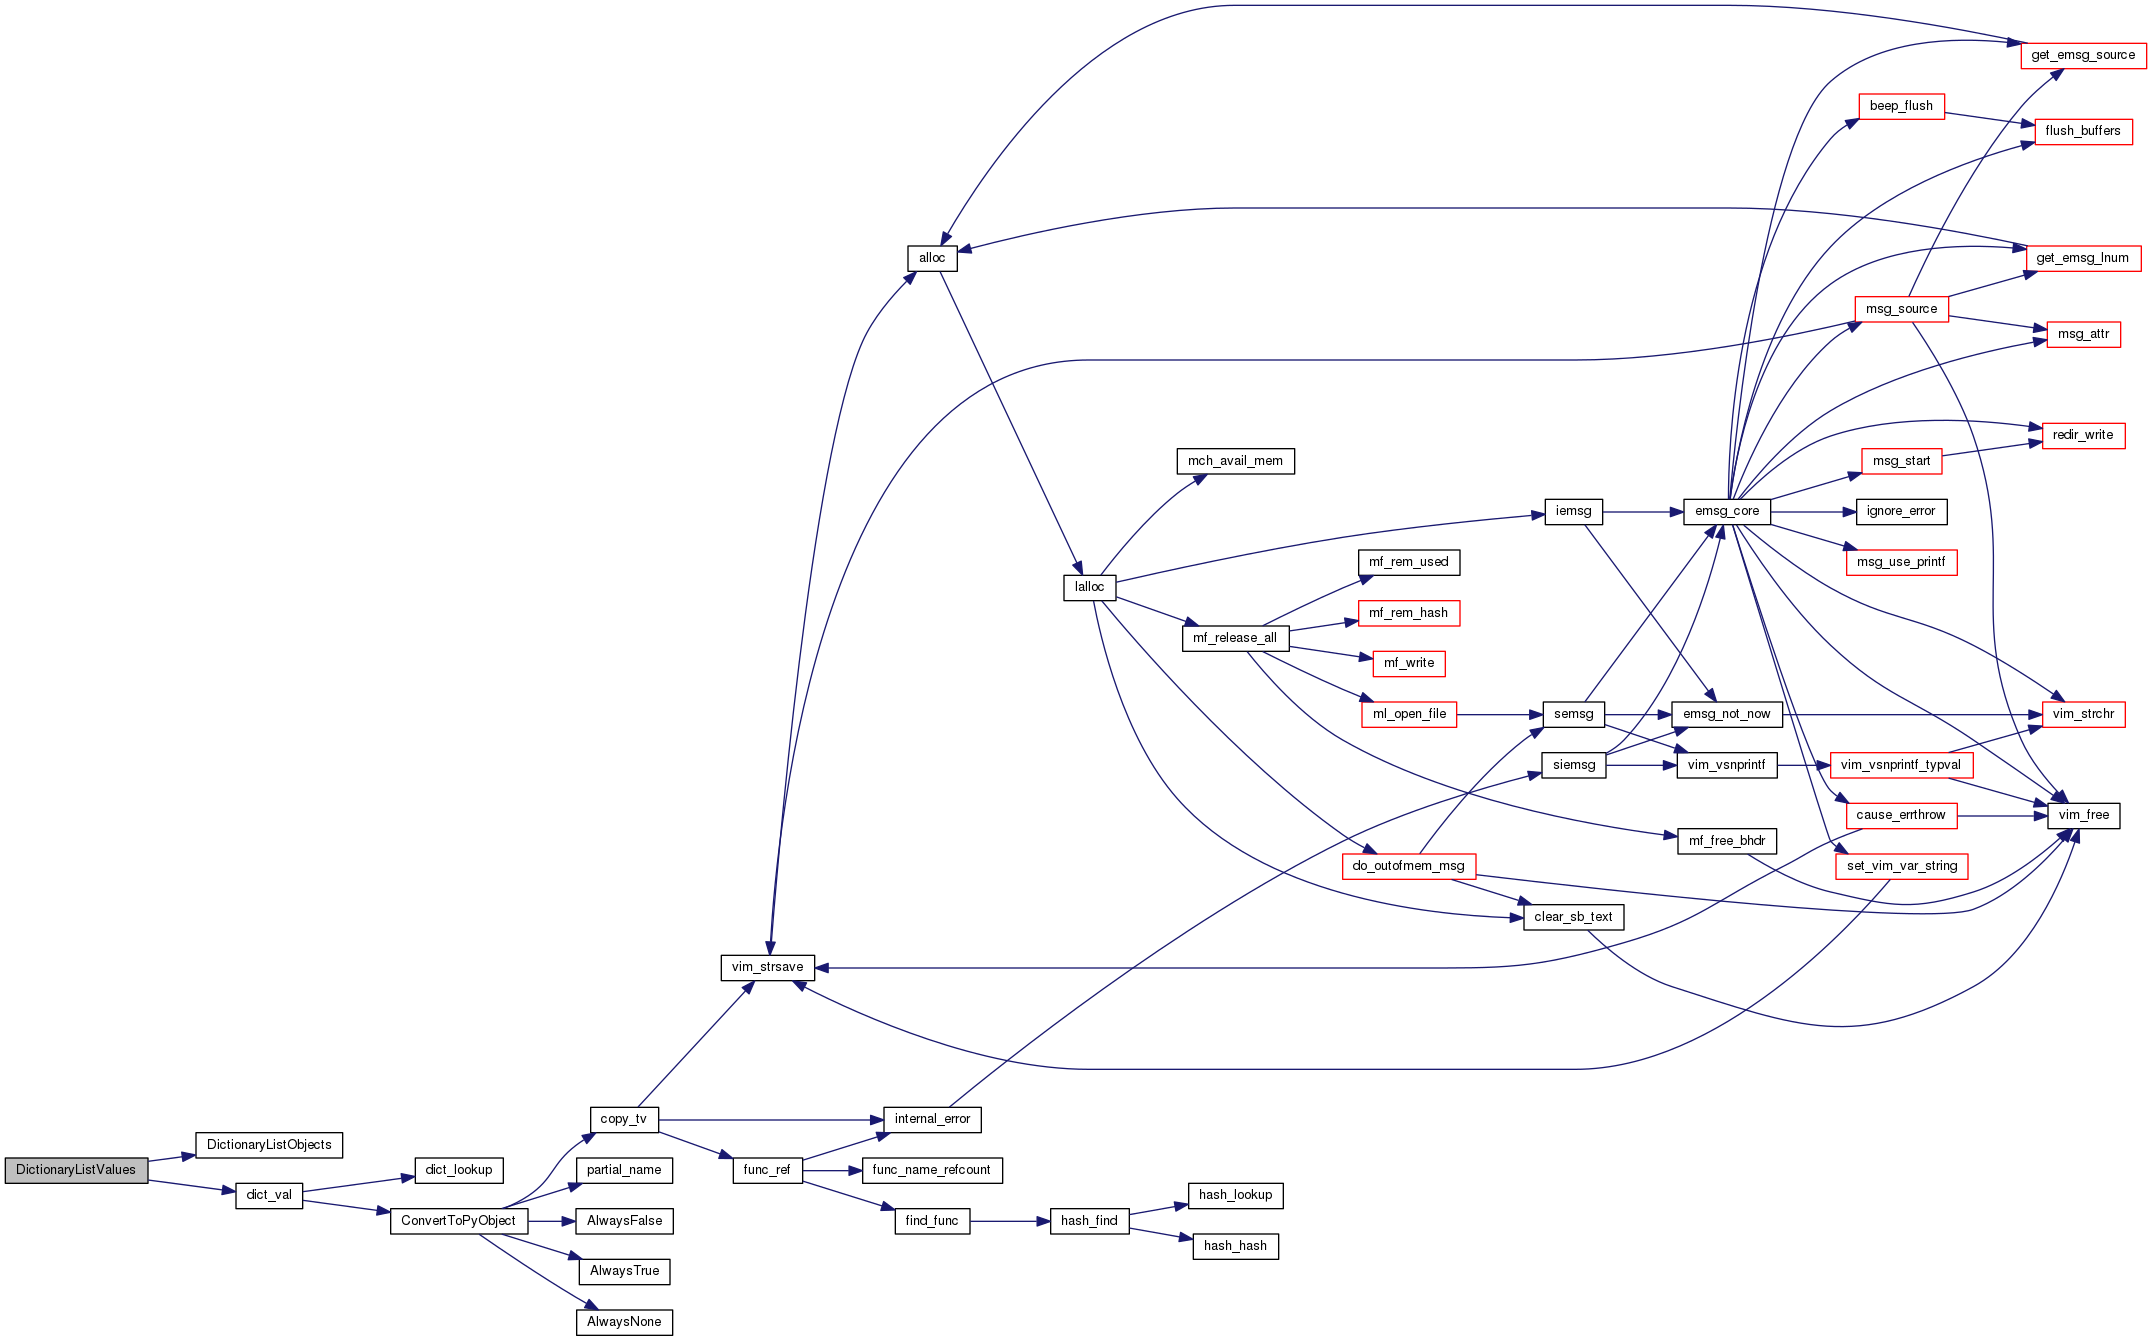 get_emsg_source
beep_flush
flush_buffers
alloc
get_emsg_lnum
msg_source
msg_attr
redir_write
mch_avail_mem
msg_start
iemsg
emsg_core
ignore_error
mf_rem_used
msg_use_printf
lalloc
mf_rem_hash
mf_release_all
mf_write
ml_open_file
semsg
emsg_not_now
vim_strchr
siemsg
vim_vsnprintf
vim_vsnprintf_typval
cause_errthrow
vim_free
mf_free_bhdr
do_outofmem_msg
set_vim_var_string
clear_sb_text
vim_strsave
copy_tv
internal_error
DictionaryListObjects
DictionaryListValues
dict_lookup
partial_name
func_ref
func_name_refcount
dict_val
hash_lookup
ConvertToPyObject
AlwaysFalse
find_func
hash_find
hash_hash
AlwaysTrue
AlwaysNone